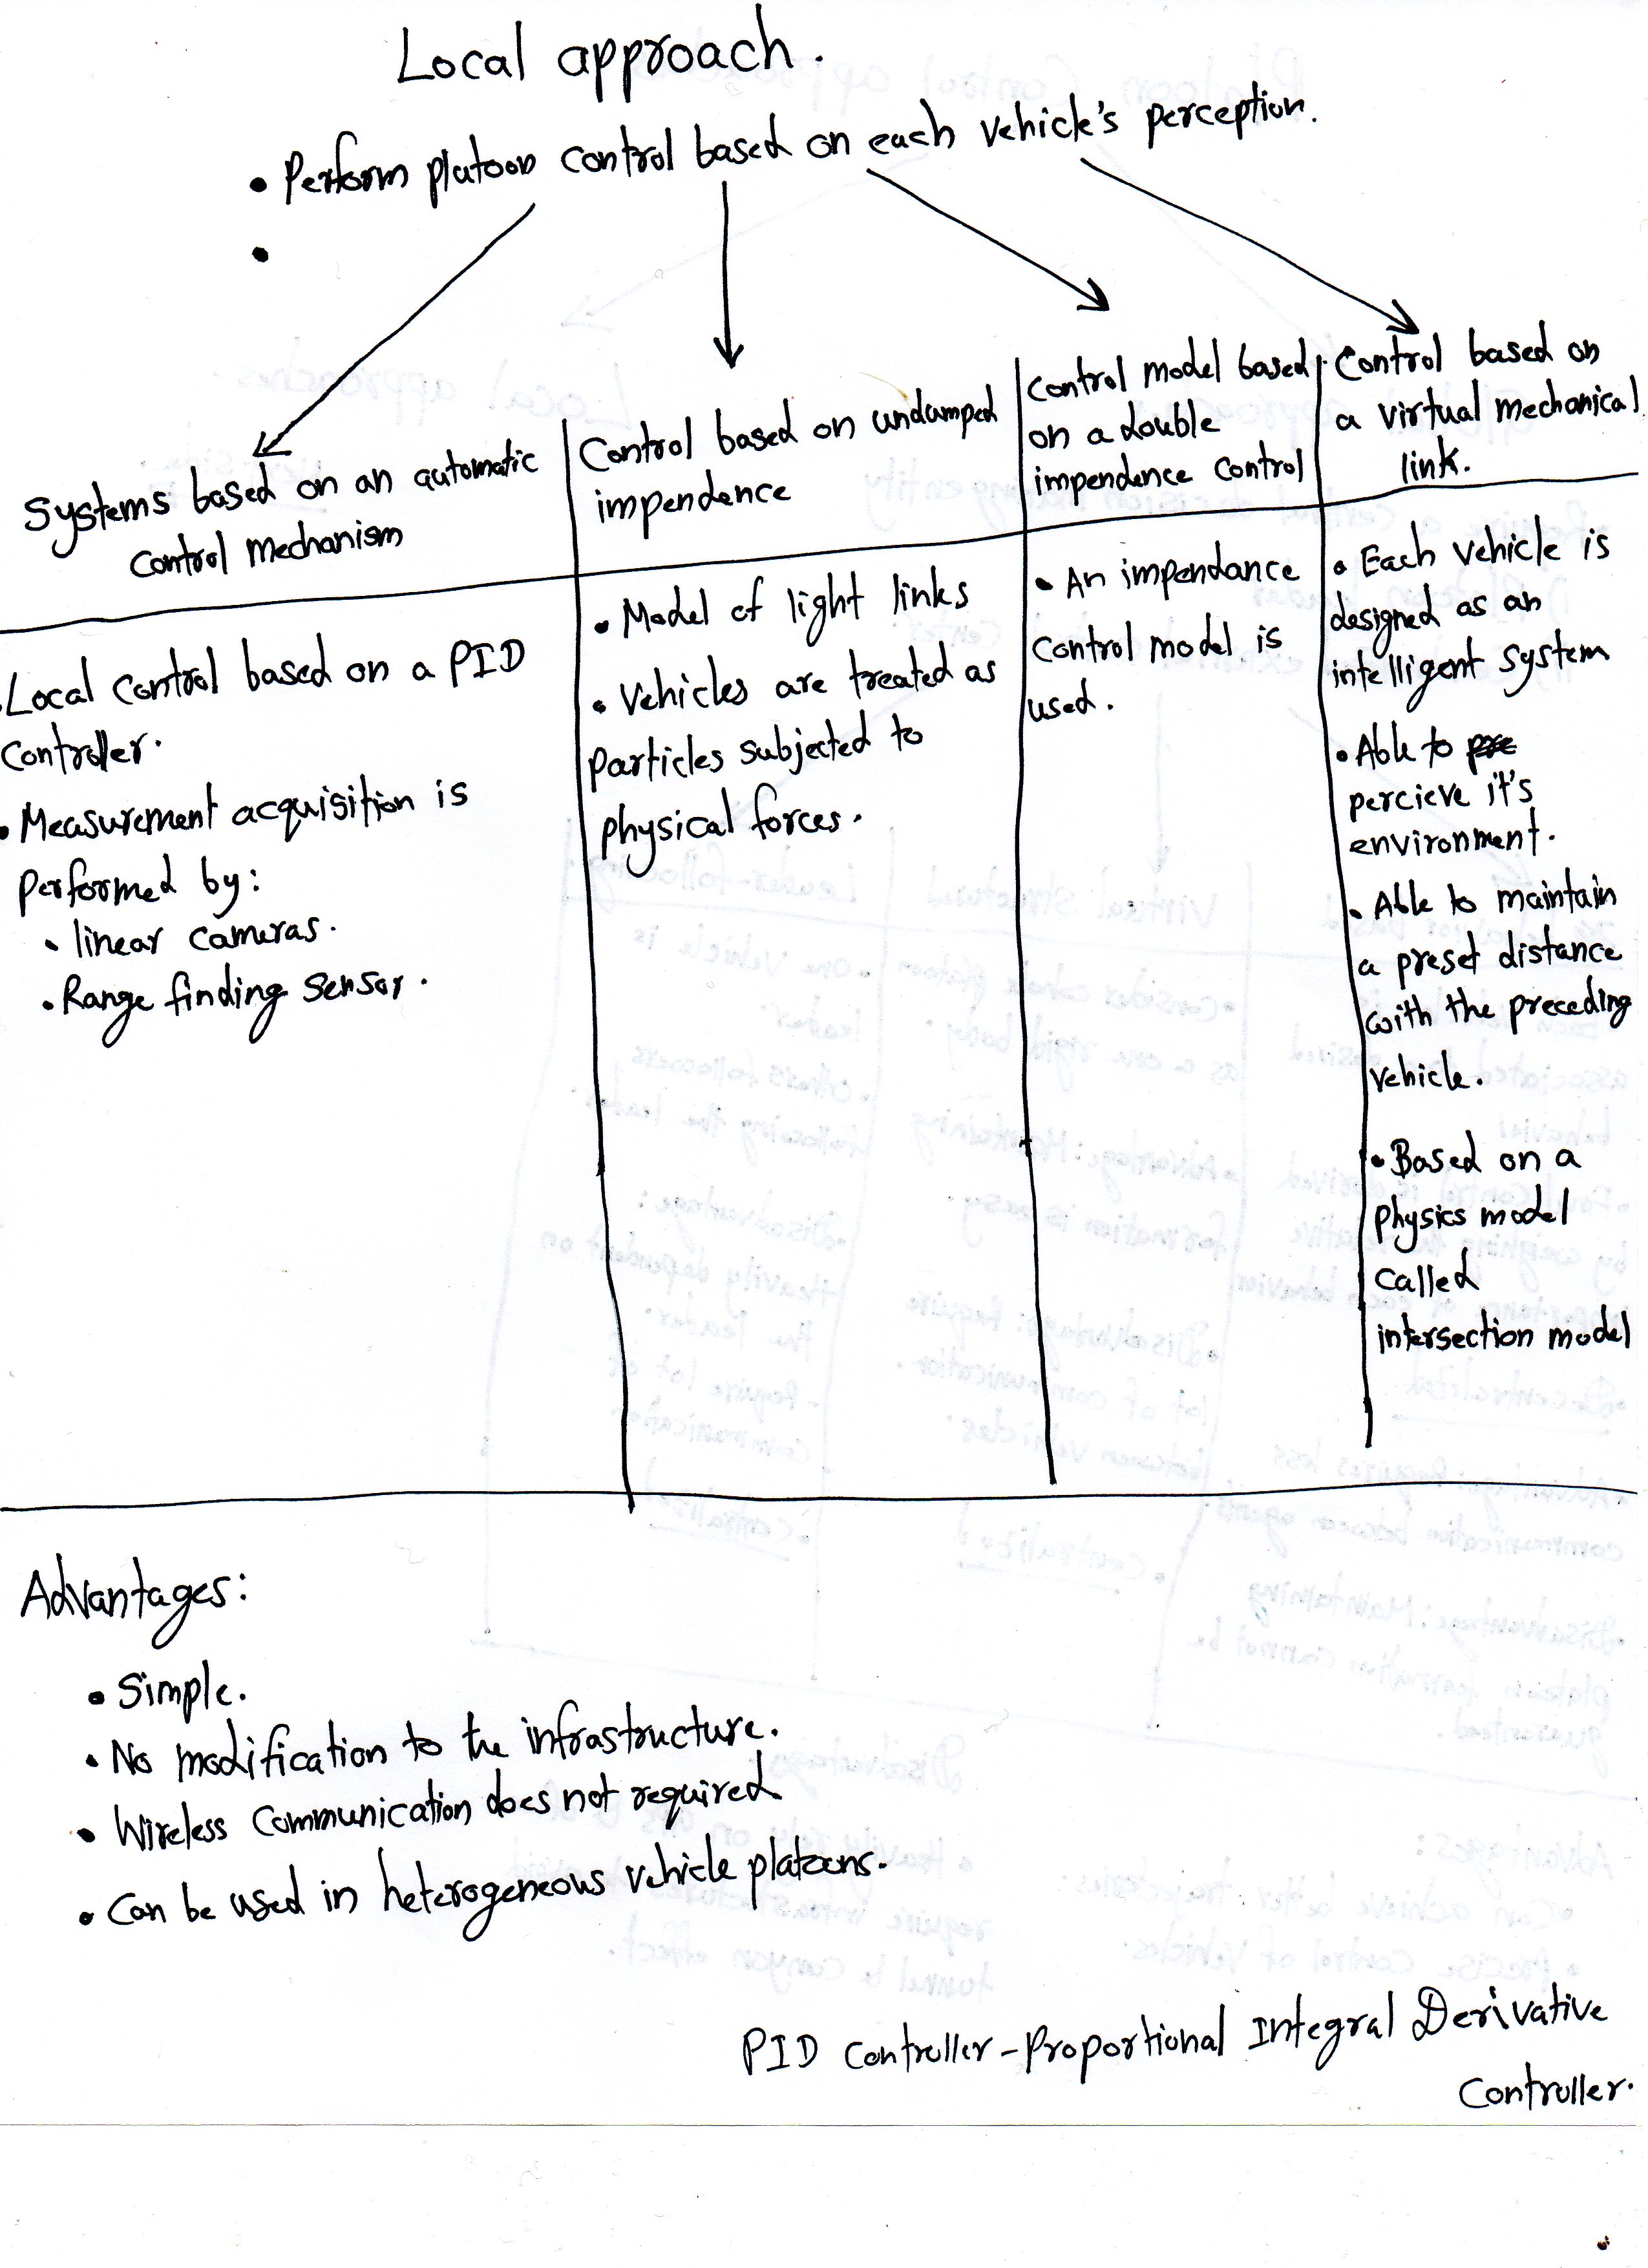 Local approach.
• Perform platoon control based on each vehicle's perception.
•
Systems based on an automatic
control mechanism
Control based on undamped
impendence
Control model based
on a double
impendence control
Control based on
a virtual mechanical
link.
Local control based on a PID
Controller.
• Measurement acquisition is
performed by:
• linear cameras.
• Range finding sensor.
• Model of light links
• Vehicles are treated as
particles subjected to
physical forces.
• An impendance
control model is
used.
• Each vehicle is
designed as an
intelligent system
• Able to
percieve it's
environment.
• Able to maintain
a preset distance
with the preceding
vehicle.
• Based on a
physics model
called
intersection model
Advantages:
• Simple.
• No modification to the infrastructure.
• Wireless communication does not required
• Can be used in heterogeneous vehicle platoons.
PID Controller - Proportional Integral Derivative
Controller.